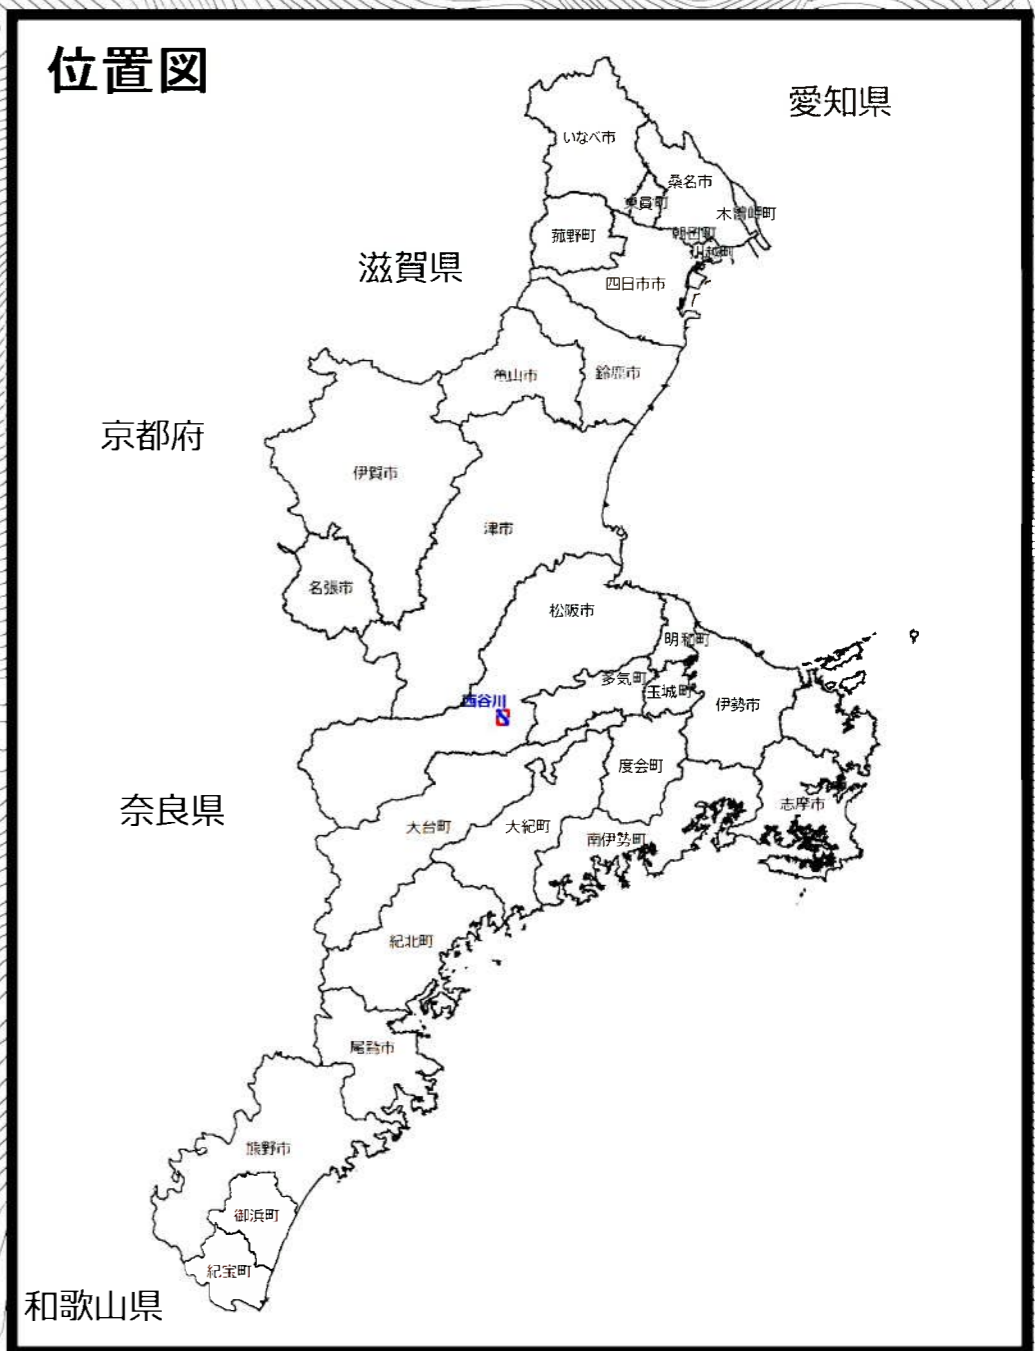 位置図
愛知県
いなべ市
桑名市
東員町
木曽岬町
菰野町
朝日町
川越町
滋賀県
四日市市
亀山市
鈴鹿市
京都府
伊賀市
津市
名張市
松阪市
明和町
多気町
玉城町
西谷川
伊勢市
度会町
奈良県
志摩市
大台町
大紀町
南伊勢町
紀北町
尾鷲市
熊野市
御浜町
紀宝町
和歌山県